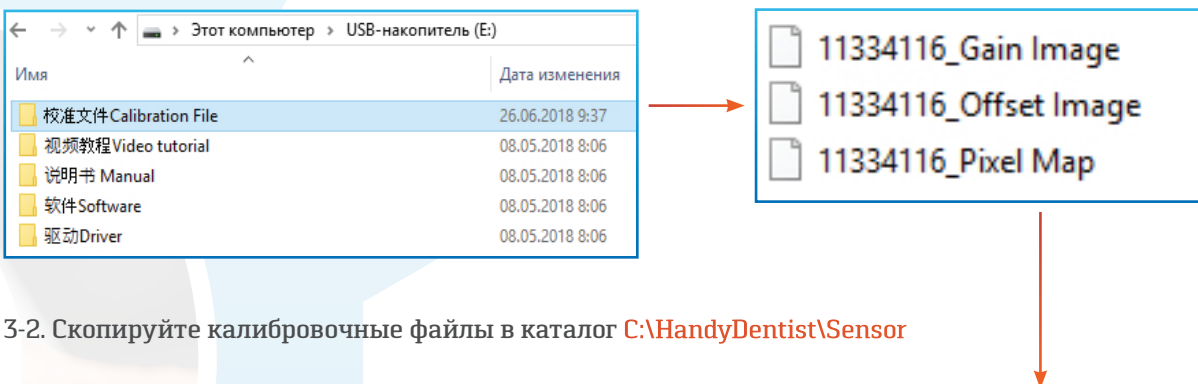 Этот компьютер › USB-накопитель (E:)
Имя Дата изменения
校准文件Calibration File 26.06.2018 9:37
视频教程Video tutorial 08.05.2018 8:06
说明书 Manual 08.05.2018 8:06
软件Software 08.05.2018 8:06
驱动Driver 08.05.2018 8:06
11334116_Gain Image
11334116_Offset Image
11334116_Pixel Map
3-2. Скопируйте калибровочные файлы в каталог C:\HandyDentist\Sensor